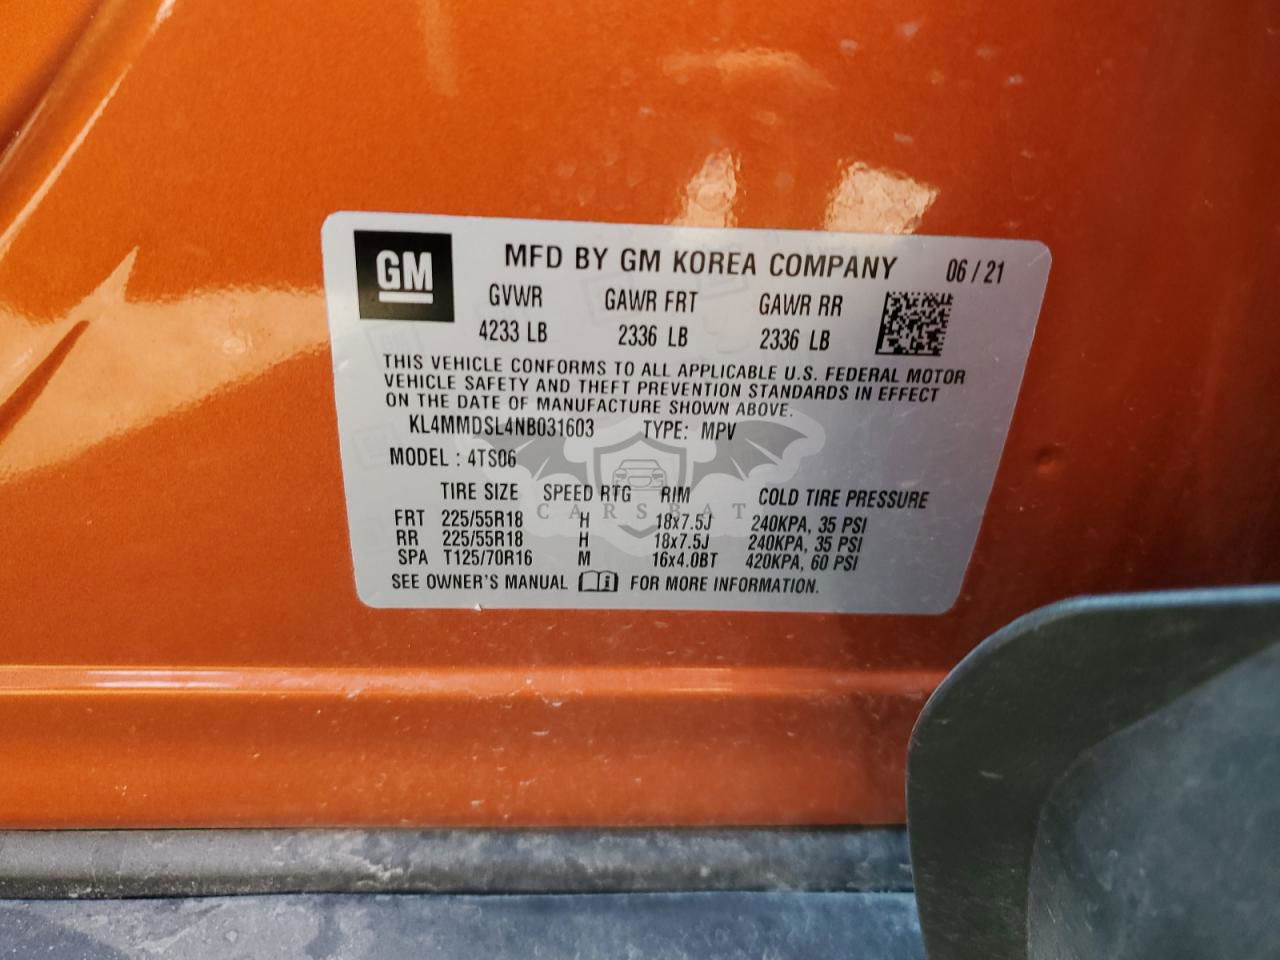 GM
MFD BY GM KOREA COMPANY 06 / 21
GVWR GAWR FRT GAWR RR
4233 LB 2336 LB 2336 LB
THIS VEHICLE CONFORMS TO ALL APPLICABLE U.S. FEDERAL MOTOR
VEHICLE SAFETY AND THEFT PREVENTION STANDARDS IN EFFECT
ON THE DATE OF MANUFACTURE SHOWN ABOVE.
KL4MMDSL4NB031603 TYPE: MPV
MODEL : 4TS06
TIRE SIZE SPEED RTG RIM COLD TIRE PRESSURE
CARSBAT
FRT 225/55R18 H 18x7.5J 240KPA, 35 PSI
RR 225/55R18 H 18x7.5J 240KPA, 35 PSI
SPA T125/70R16 M 16x4.0BT 420KPA, 60 PSI
SEE OWNER'S MANUAL i FOR MORE INFORMATION.